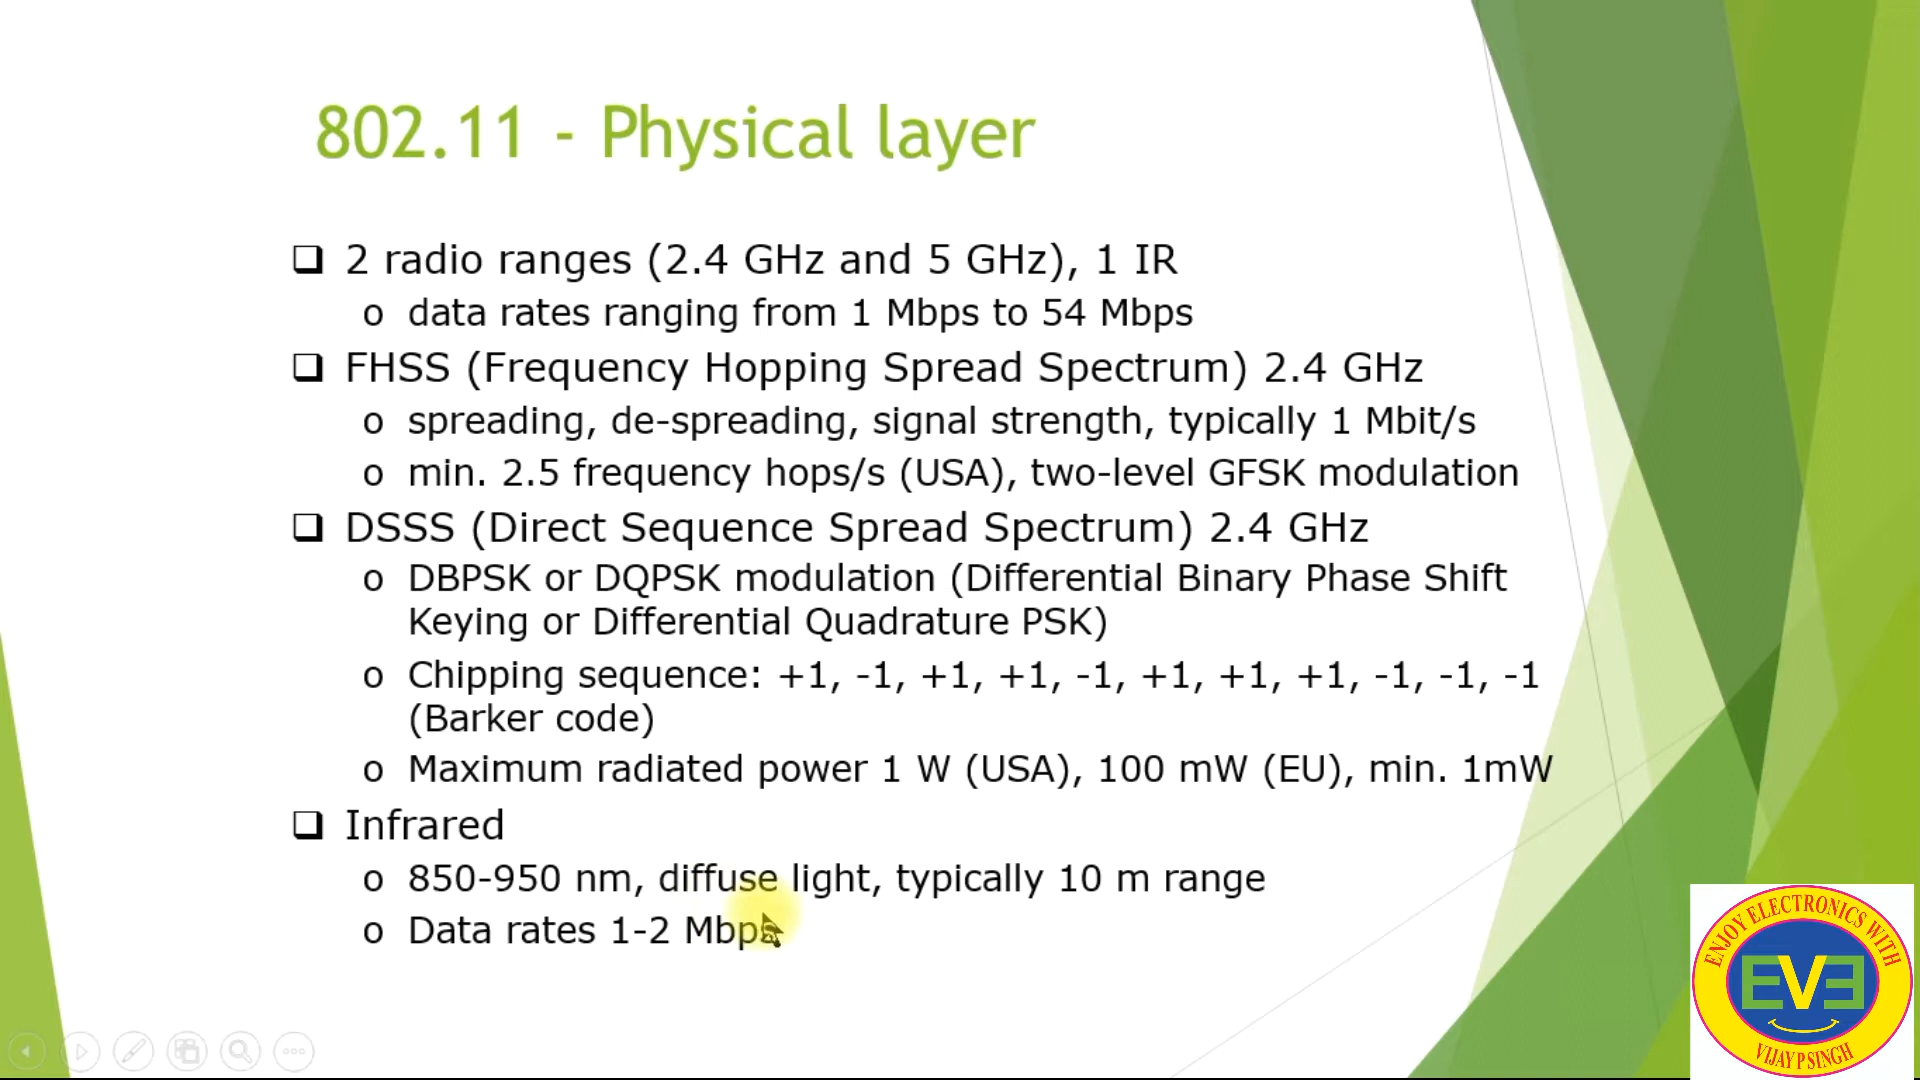 802.11 - Physical layer
❑ 2 radio ranges (2.4 GHz and 5 GHz), 1 IR
o data rates ranging from 1 Mbps to 54 Mbps
❑ FHSS (Frequency Hopping Spread Spectrum) 2.4 GHz
o spreading, de-spreading, signal strength, typically 1 Mbit/s
o min. 2.5 frequency hops/s (USA), two-level GFSK modulation
❑ DSSS (Direct Sequence Spread Spectrum) 2.4 GHz
o DBPSK or DQPSK modulation (Differential Binary Phase Shift
Keying or Differential Quadrature PSK)
o Chipping sequence: +1, -1, +1, +1, -1, +1, +1, +1, -1, -1, -1
(Barker code)
o Maximum radiated power 1 W (USA), 100 mW (EU), min. 1mW
❑ Infrared
o 850-950 nm, diffuse light, typically 10 m range
o Data rates 1-2 Mbps
ENJOY ELECTRONICS WITH
EVE
VIJAY P SINGH